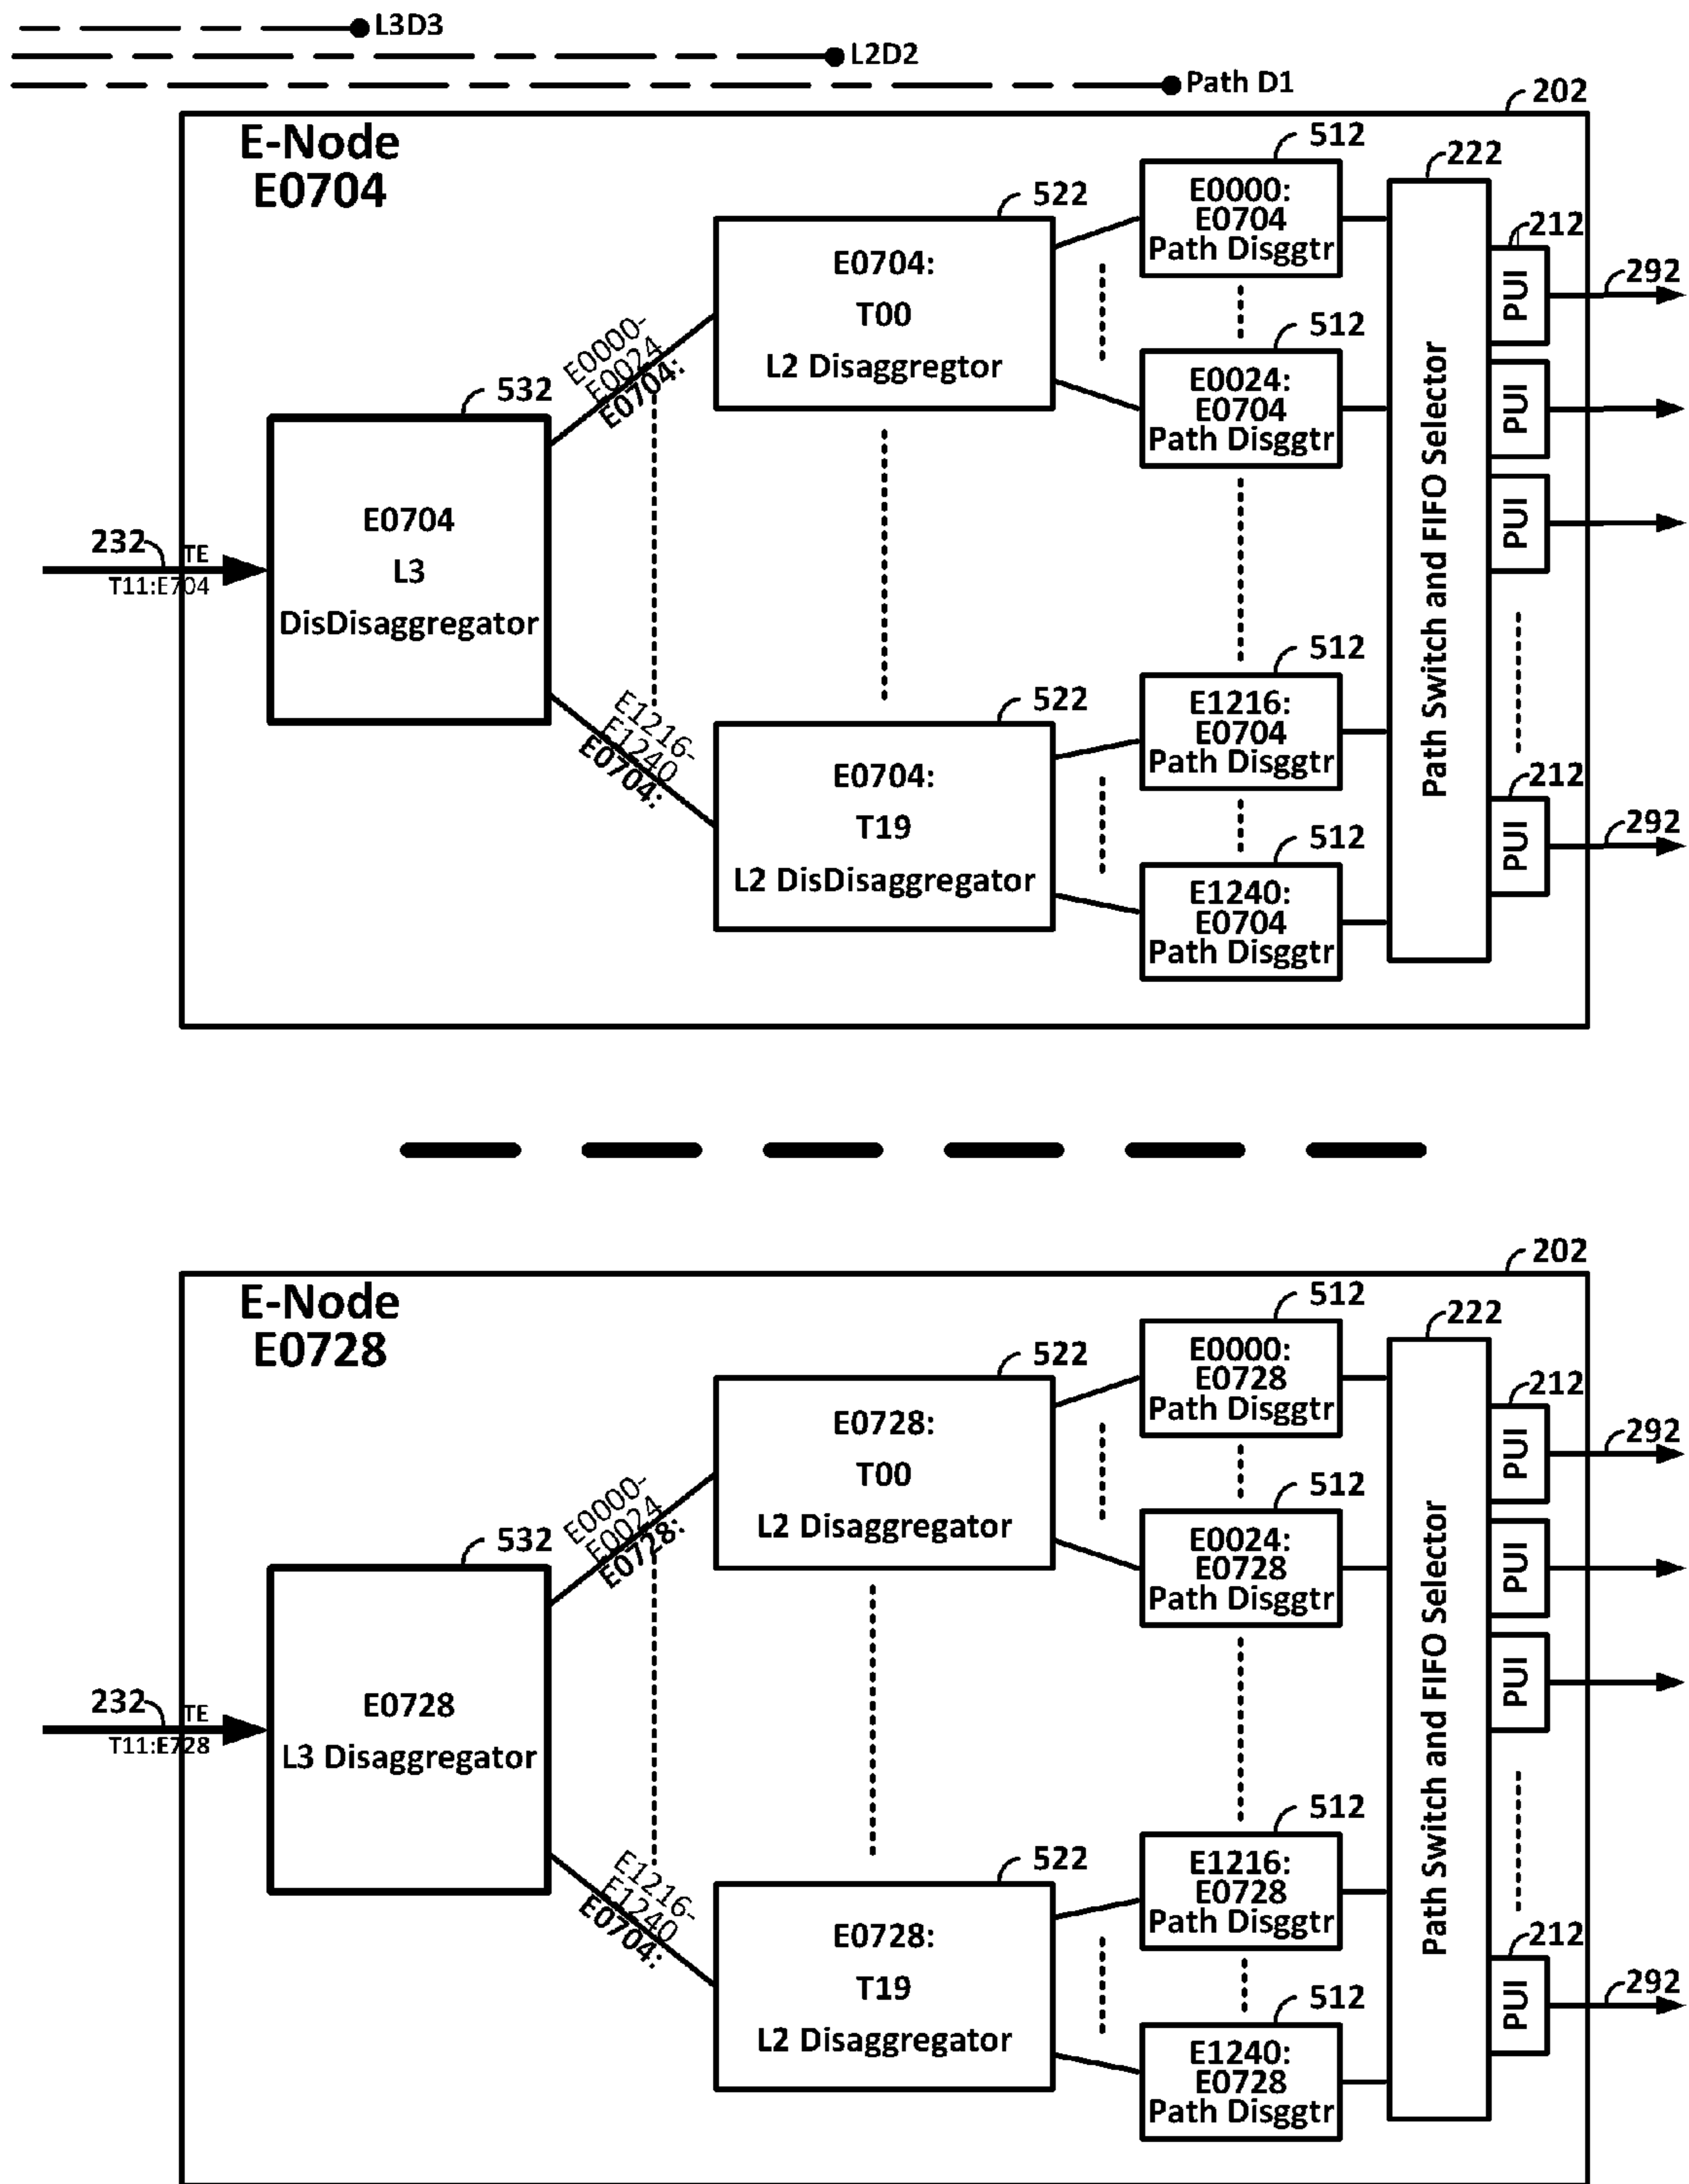 L3D3
L2D2
Path D1
202
E-Node
E0704
512
222
E0000:
E0704
Path Disggtr
522
212
292
PUI
E0704:
T00
L2 Disaggregtor
512
E0024:
E0704
Path Disggtr
PUI
E0000-
E0024
E0704:
532
PUI
Path Switch and FIFO Selector
E0704
L3
DisDisaggregator
232
TE
T11:E704
512
E1216:
E0704
Path Disggtr
E1216-
E1240
E0704:
522
E0704:
T19
L2 DisDisaggregator
212
292
PUI
512
E1240:
E0704
Path Disggtr
202
E-Node
E0728
512
222
E0000:
E0728
Path Disggtr
522
212
292
PUI
E0728:
T00
L2 Disaggregator
512
E0024:
E0728
Path Disggtr
PUI
E0000-
E0024
E0728:
532
PUI
Path Switch and FIFO Selector
E0728
L3 Disaggregator
232
TE
T11:E728
512
E1216:
E0728
Path Disggtr
E1216-
E1240
E0704:
522
E0728:
T19
L2 Disaggregator
212
292
PUI
512
E1240:
E0728
Path Disggtr